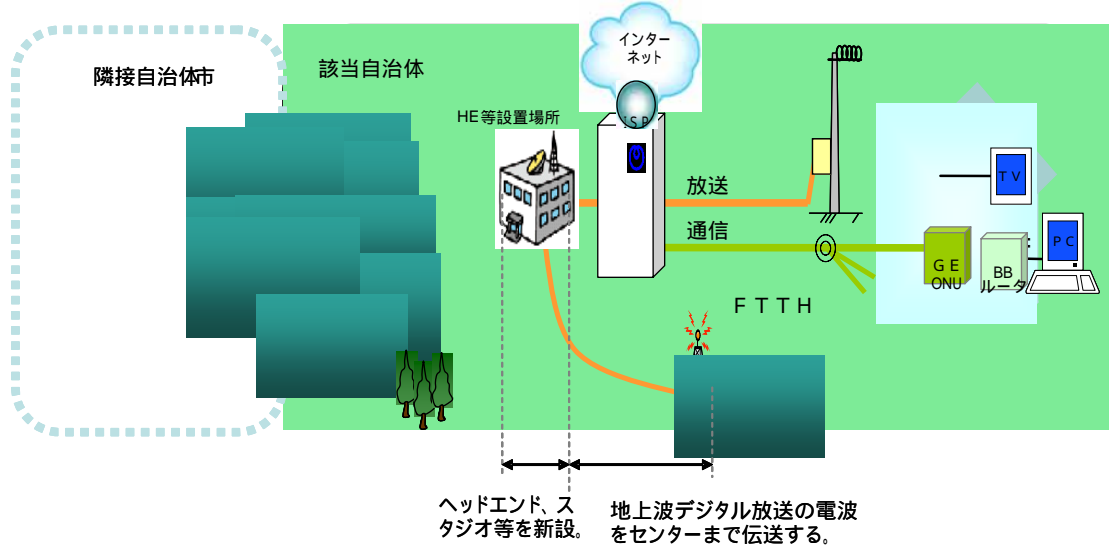 インター
ネット
隣接自治体市
該当自治体
HE等設置場所
ISP
放送
TV
通信
PC
GE
ONU
BB
ルータ
FTTH
ヘッドエンド、ス
タジオ等を新設。
地上波デジタル放送の電波
をセンターまで伝送する。